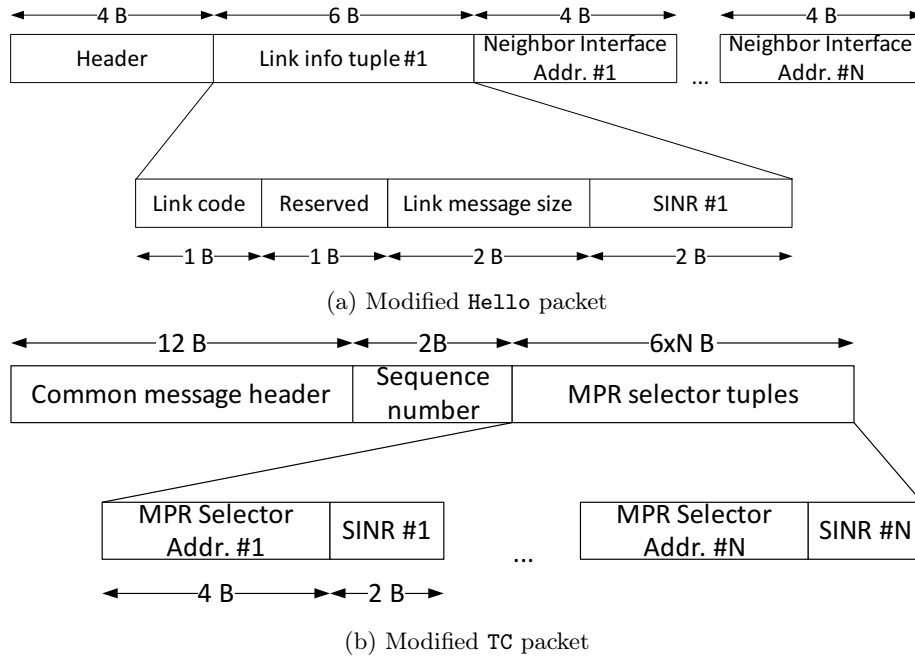 4 B 6 B 4 B 4 B
Header Link info tuple #1 Neighbor Interface Addr. #1 ... Neighbor Interface Addr. #N
Link code Reserved Link message size SINR #1
1 B 1 B 2 B 2 B
(a) Modified Hello packet
12 B 2B 6xN B
Common message header Sequence number MPR selector tuples
MPR Selector Addr. #1 SINR #1 ... MPR Selector Addr. #N SINR #N
4 B 2 B
(b) Modified TC packet